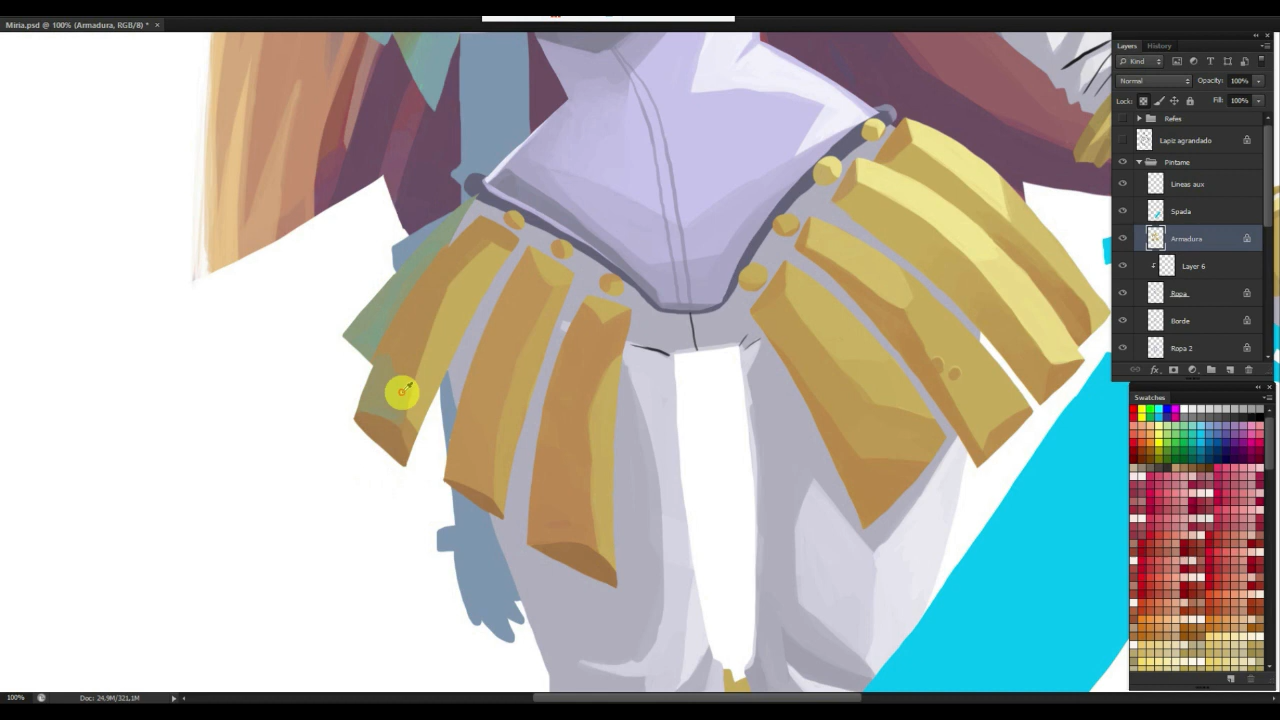 Miria.psd @ 100% (Armadura, RGB/8) * ×
Layers History
Kind
Normal Opacity: 100%
Lock: Fill: 100%
Refes
Lapiz agrandado
Pintame
Lineas aux
Spada
Armadura
Layer 6
Ropa
Borde
Ropa 2
fx
Swatches
100% Doc: 24,9M/321,1M